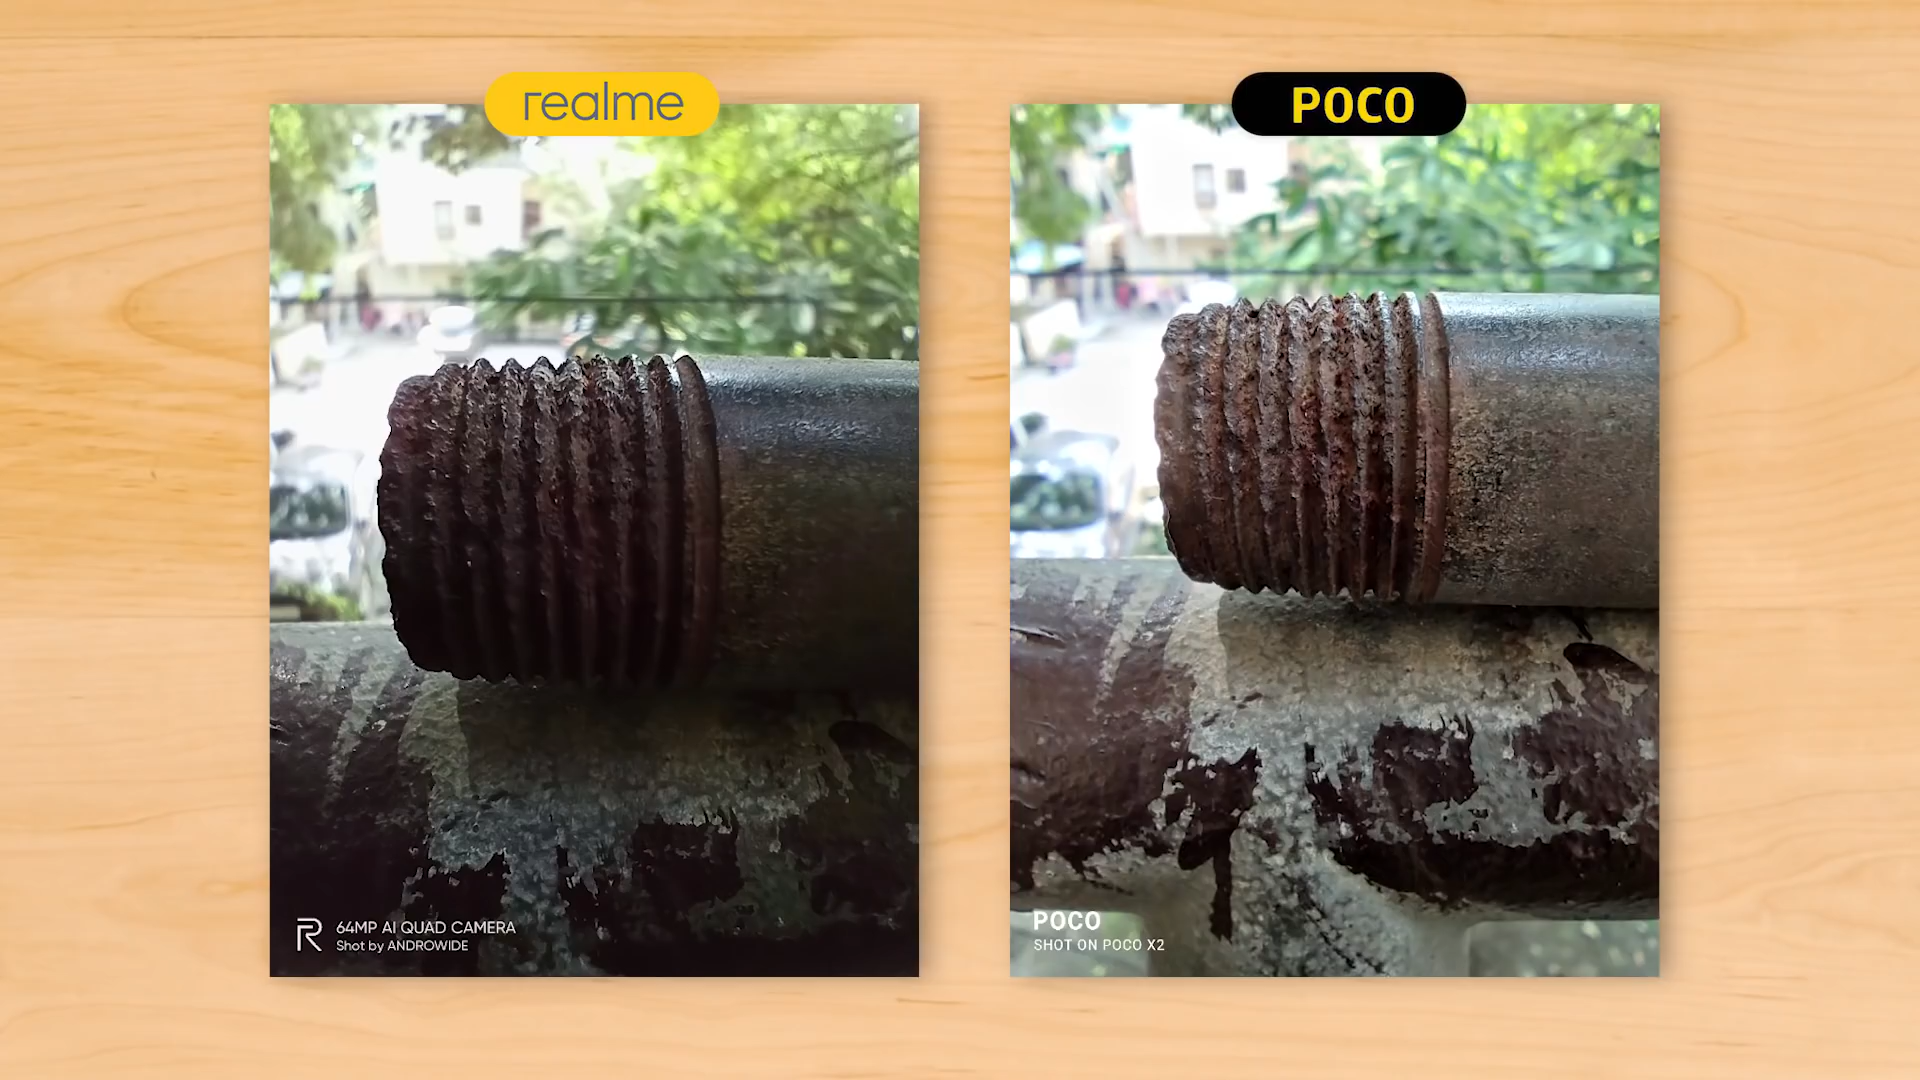 realme
POCO
64MP AI QUAD CAMERA
Shot by ANDROWIDE
POCO
SHOT ON POCO X2